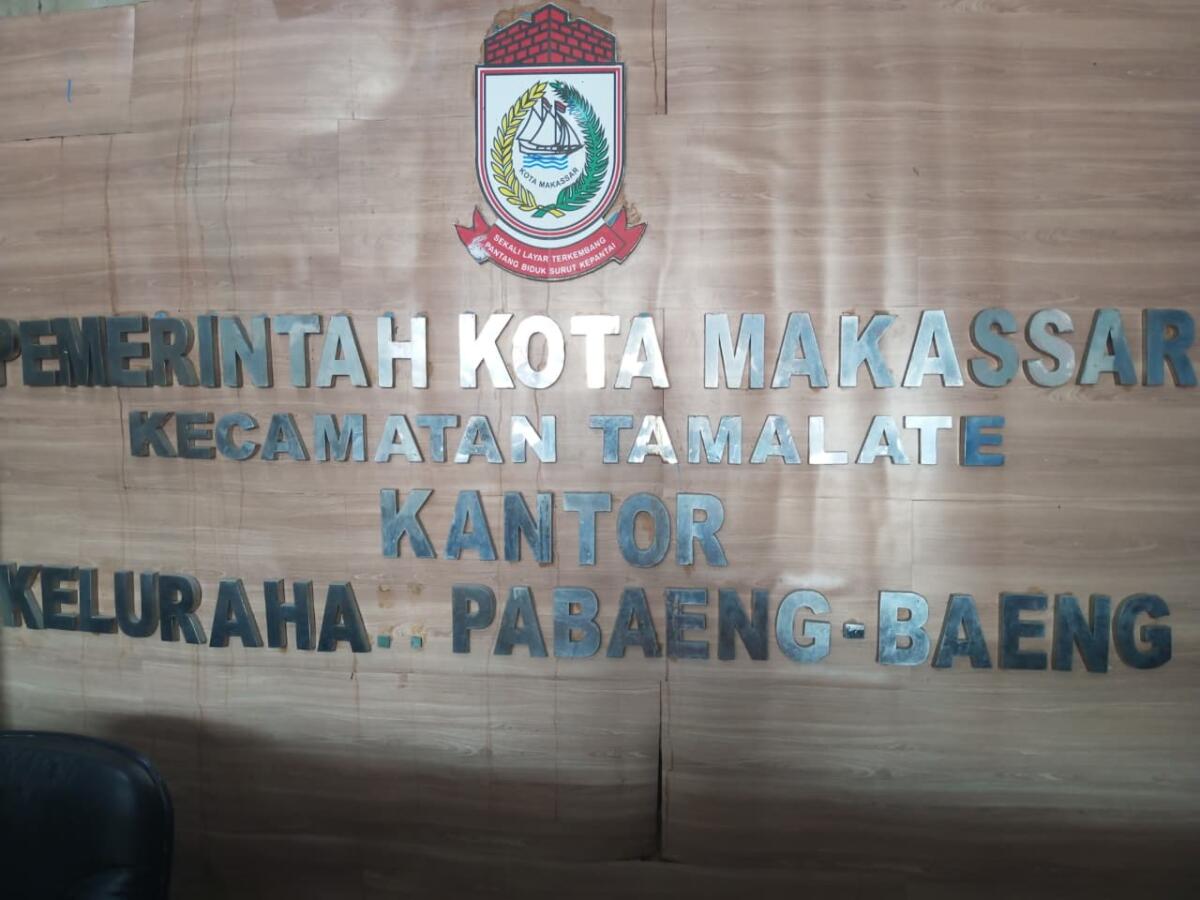 KOTA MAKASSAR
SEKALI LAYAR TERKEMBANG
PANTANG BIDUK SURUT KEPANTAI
PEMERINTAH KOTA MAKASSAR
KECAMATAN TAMALATE
KANTOR
KELURAHA PABAENG-BAENG